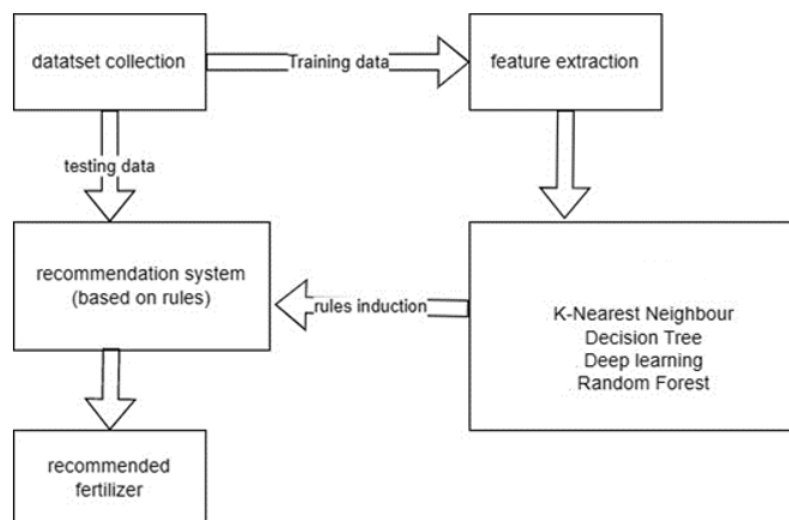 datatset collection
Training data
feature extraction
testing data
recommendation system
(based on rules)
rules induction
K-Nearest Neighbour
Decision Tree
Deep learning
Random Forest
recommended
fertilizer